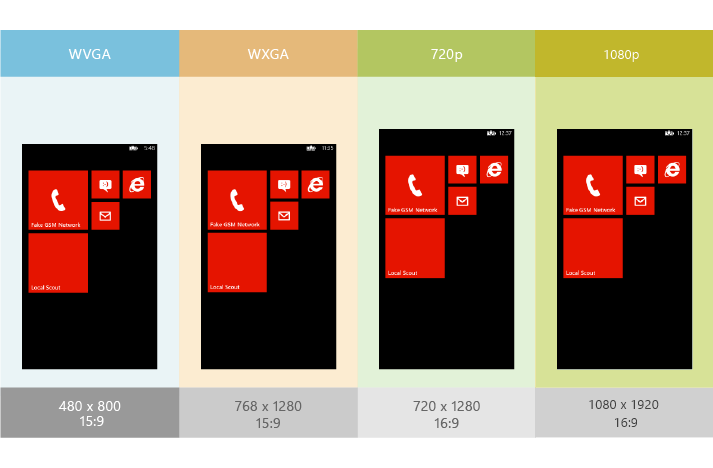 WVGA
WXGA
720p
1080p
5:48
Fake GSM Network
Local Scout
11:55
Fake GSM Network
Local Scout
12:37
Fake GSM Network
Local Scout
12:37
Fake GSM Network
Local Scout
480 x 800
15:9
768 x 1280
15:9
720 x 1280
16:9
1080 x 1920
16:9